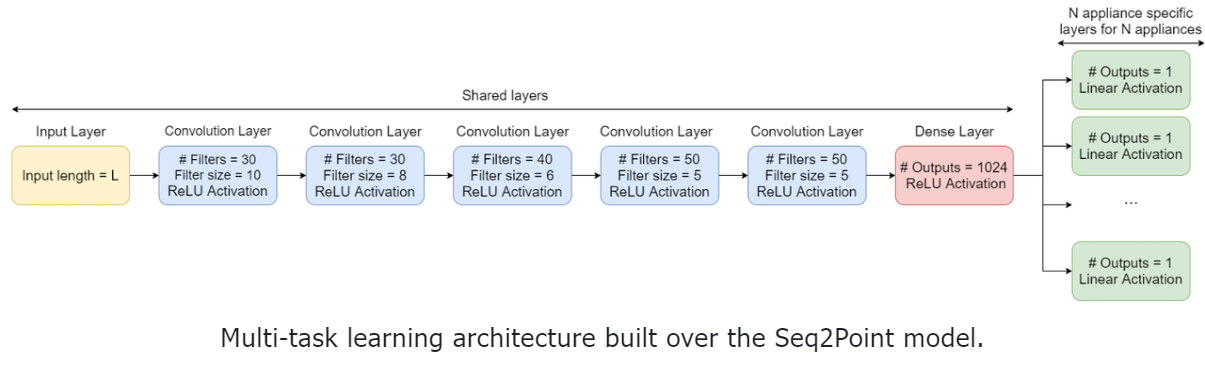 N appliance specific
layers for N appliances
Shared layers
Input Layer
Input length = L
Convolution Layer
# Filters = 30
Filter size = 10
ReLU Activation
Convolution Layer
# Filters = 30
Filter size = 8
ReLU Activation
Convolution Layer
# Filters = 40
Filter size = 6
ReLU Activation
Convolution Layer
# Filters = 50
Filter size = 5
ReLU Activation
Convolution Layer
# Filters = 50
Filter size = 5
ReLU Activation
Dense Layer
# Outputs = 1024
ReLU Activation
# Outputs = 1
Linear Activation
# Outputs = 1
Linear Activation
...
# Outputs = 1
Linear Activation
Multi-task learning architecture built over the Seq2Point model.